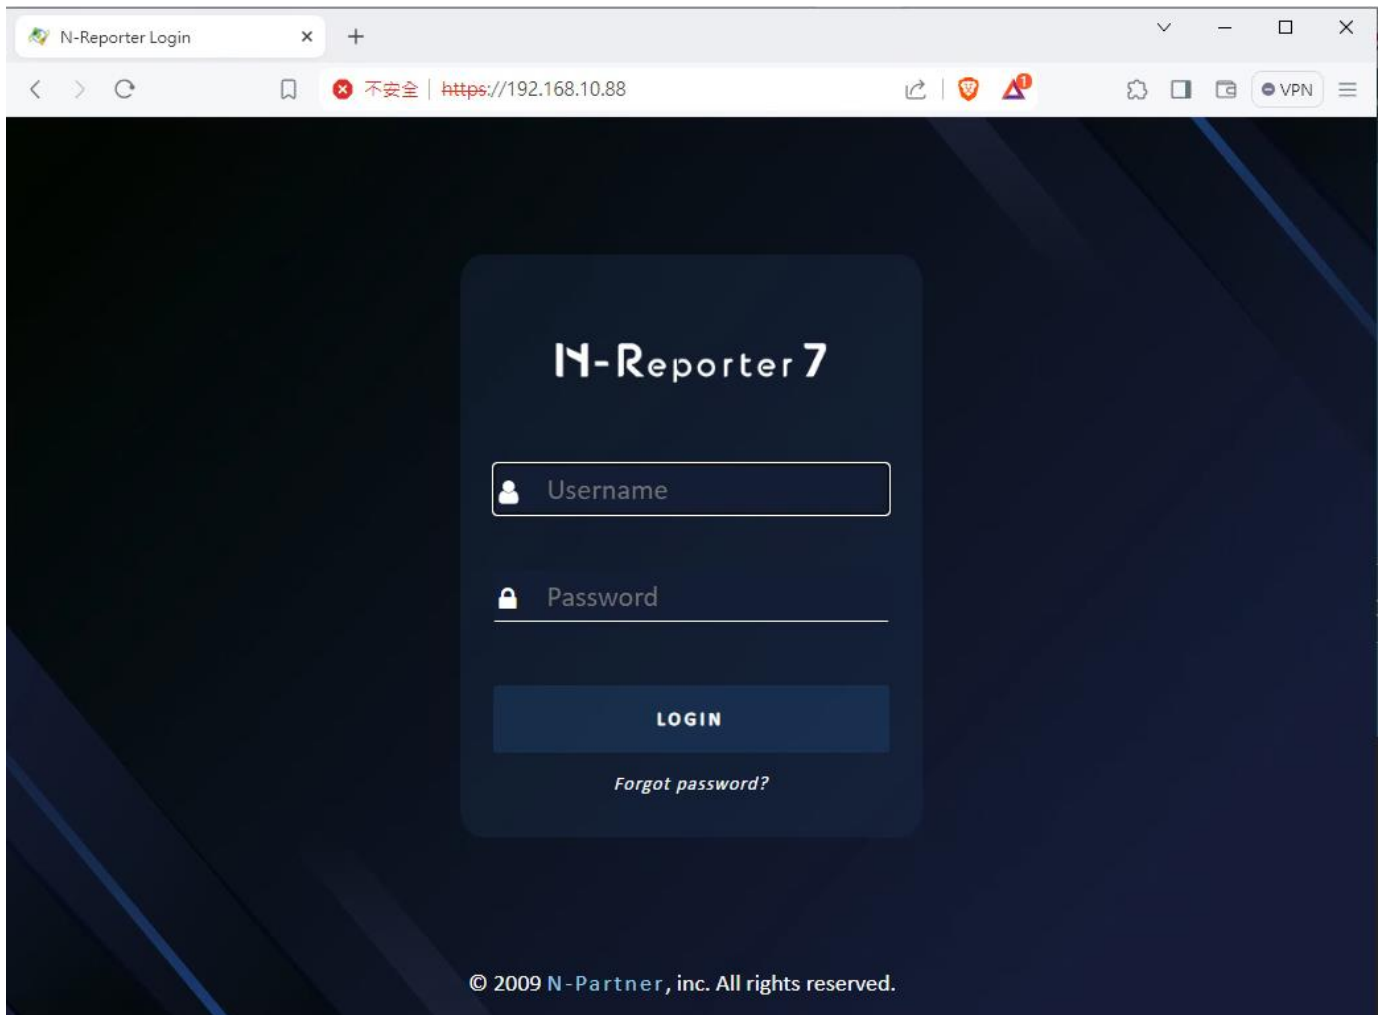 N-Reporter Login
不安全 | https://192.168.10.88
1
VPN
N-Reporter 7
Username
Password
LOGIN
Forgot password?
© 2009 N-Partner, inc. All rights reserved.